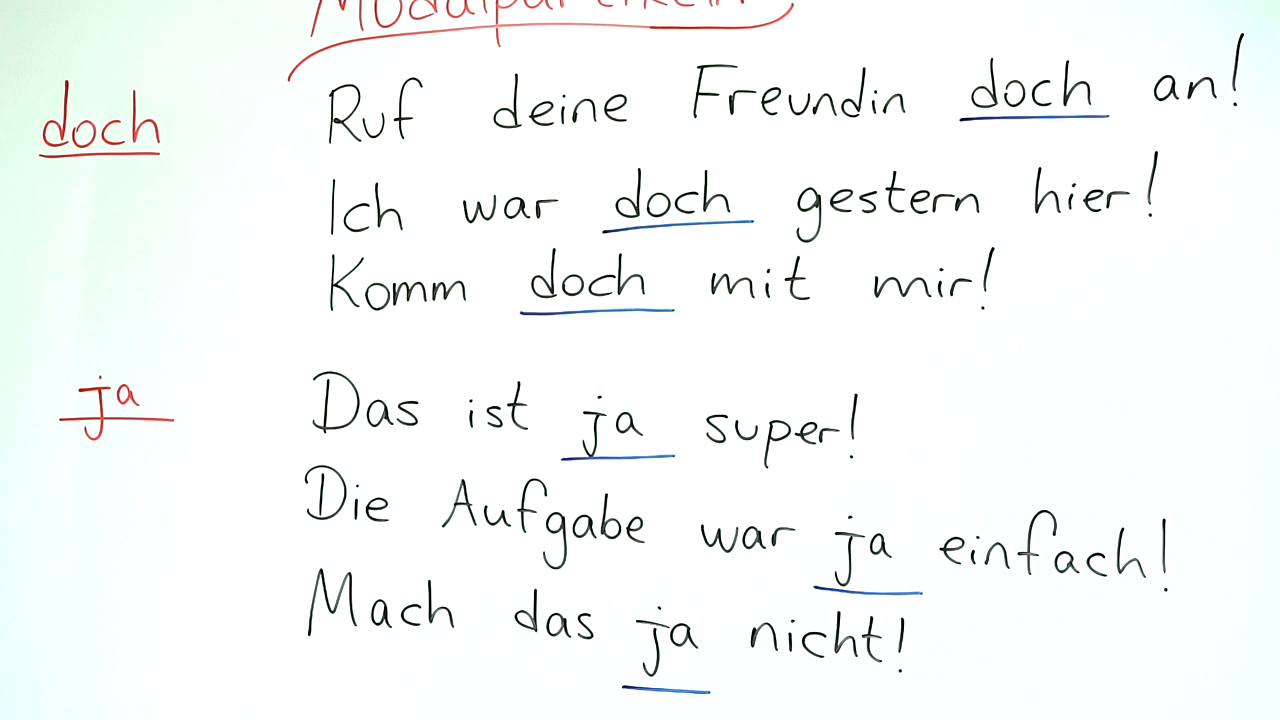 Modalpartikeln
doch Ruf deine Freundin doch an!
Ich war doch gestern hier!
Komm doch mit mir!
ja Das ist ja super!
Die Aufgabe war ja einfach!
Mach das ja nicht!